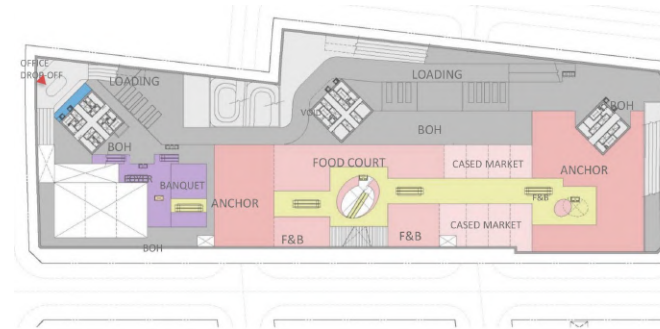 OFFICE
DROP-OFF
LOADING
LOADING
VOID
BOH
BOH
BOH
FOOD COURT
CASED MARKET
ANCHOR
BANQUET
ANCHOR
F&B
F&B
F&B
CASED MARKET
BOH